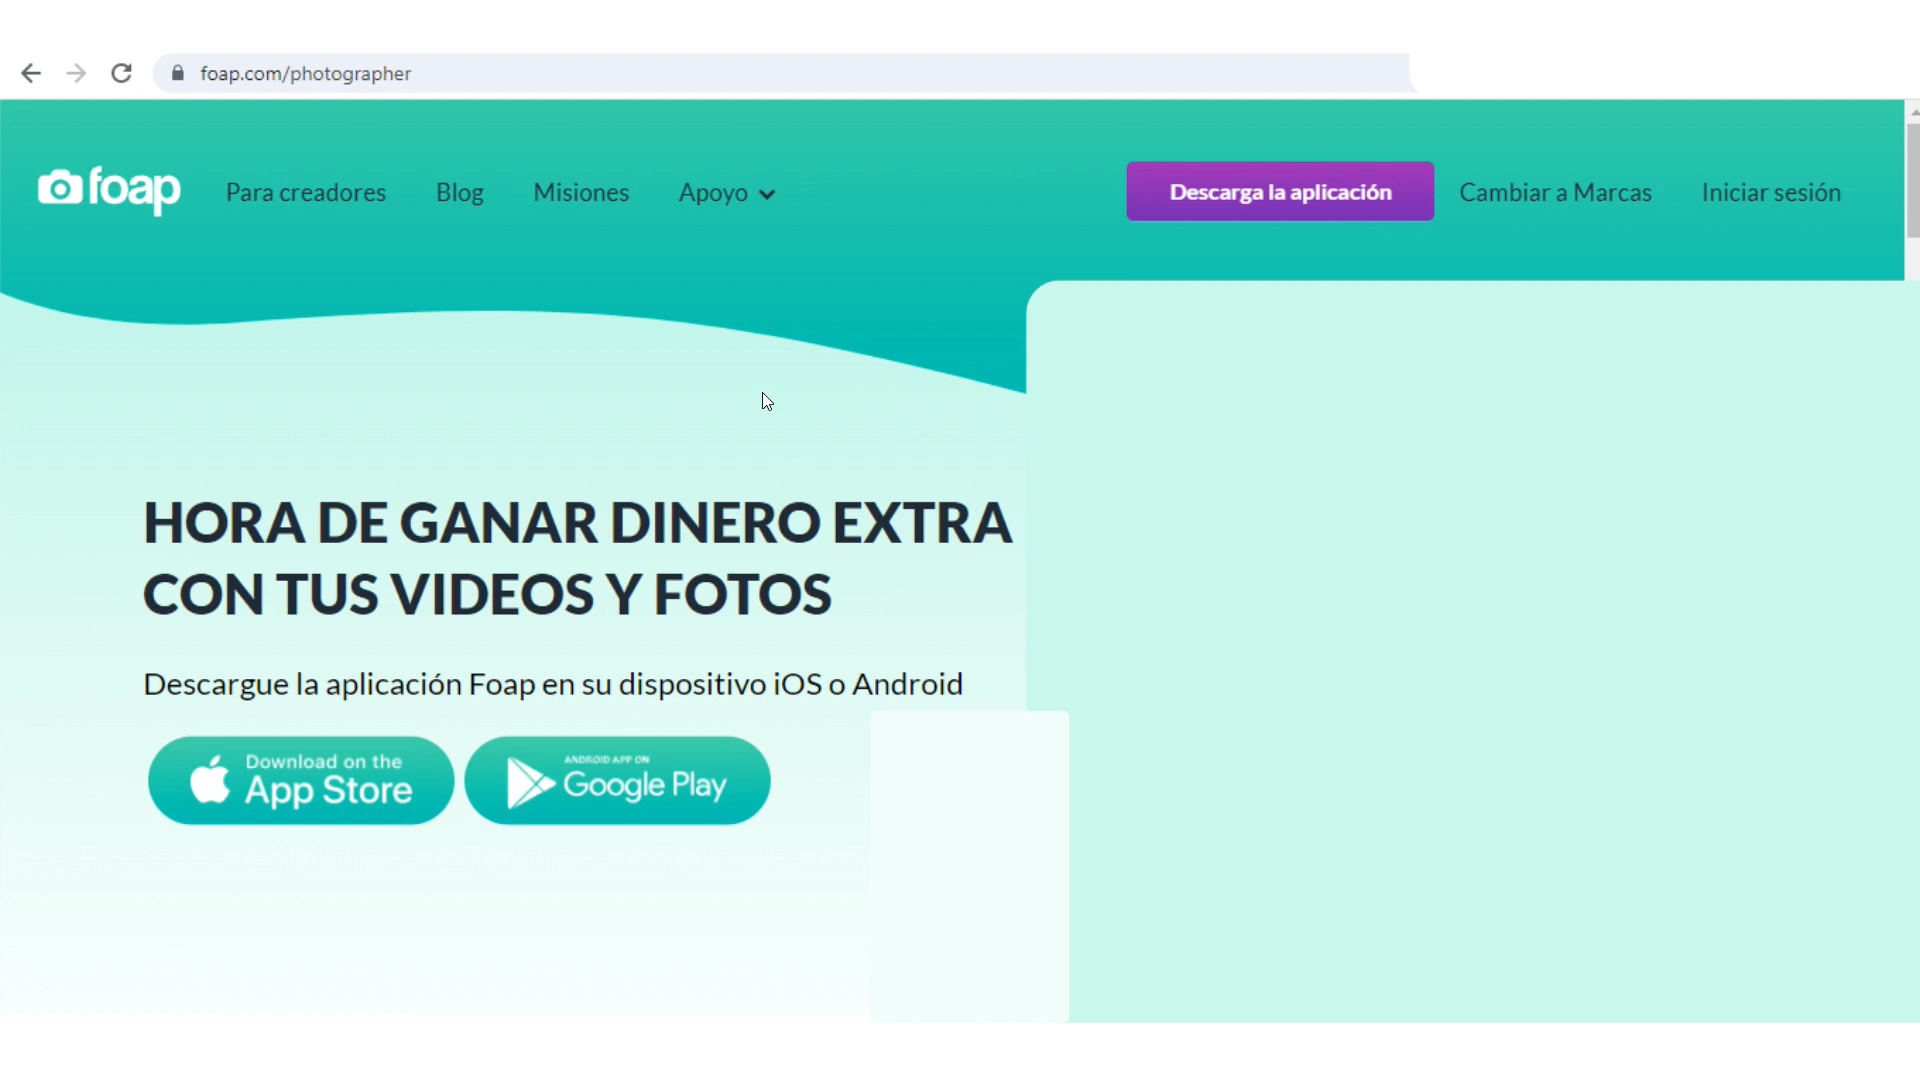 foap.com/photographer
foap Para creadores Blog Misiones Apoyo Descarga la aplicación Cambiar a Marcas Iniciar sesión
HORA DE GANAR DINERO EXTRA
CON TUS VIDEOS Y FOTOS
Descargue la aplicación Foap en su dispositivo iOS o Android
Download on the
App Store
ANDROID APP ON
Google Play